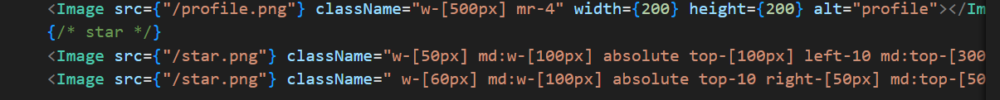 <Image src={"/profile.png"} className="w-[500px] mr-4" width={200} height={200} alt="profile"></Im
{/* star */}
<Image src={"/star.png"} className="w-[50px] md:w-[100px] absolute top-[100px] left-10 md:top-[300
<Image src={"/star.png"} className=" w-[60px] md:w-[100px] absolute top-10 right-[50px] md:top-[50